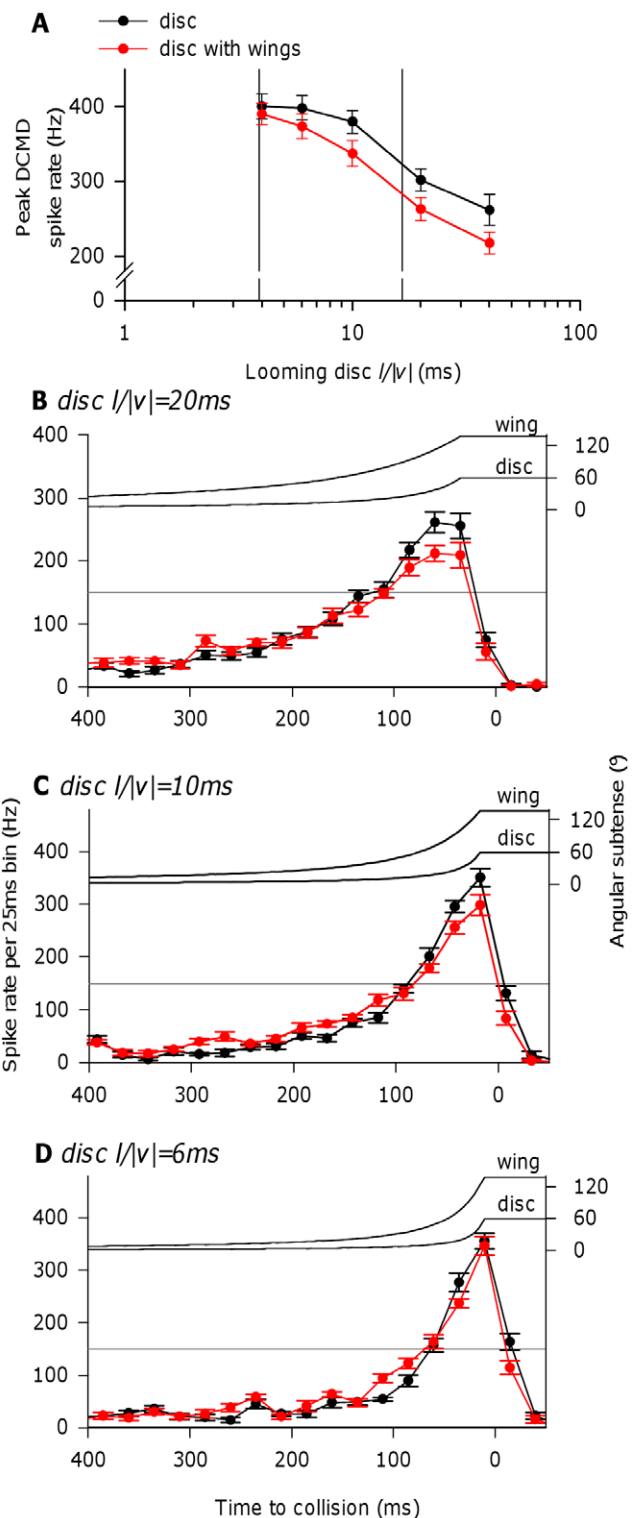 A
disc
disc with wings
Peak DCMD
spike rate (Hz)
400
300
200
0
1
10
100
Looming disc l/|v| (ms)
B disc l/|v|=20ms
400
300
200
100
0
wing
disc
120
60
0
400
300
200
100
0
C disc l/|v|=10ms
Spike rate per 25ms bin (Hz)
400
300
200
100
0
wing
disc
120
60
0
Angular subtense (º)
400
300
200
100
0
D disc l/|v|=6ms
400
300
200
100
0
wing
disc
120
60
0
400
300
200
100
0
Time to collision (ms)